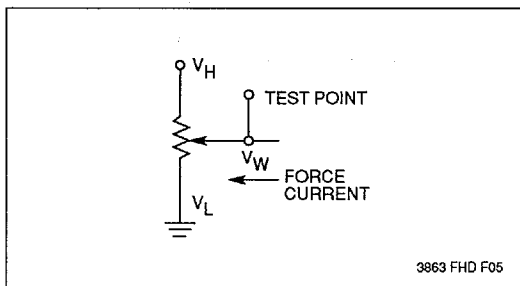 V_H
TEST POINT
V_W
FORCE
CURRENT
V_L
3863 FHD F05